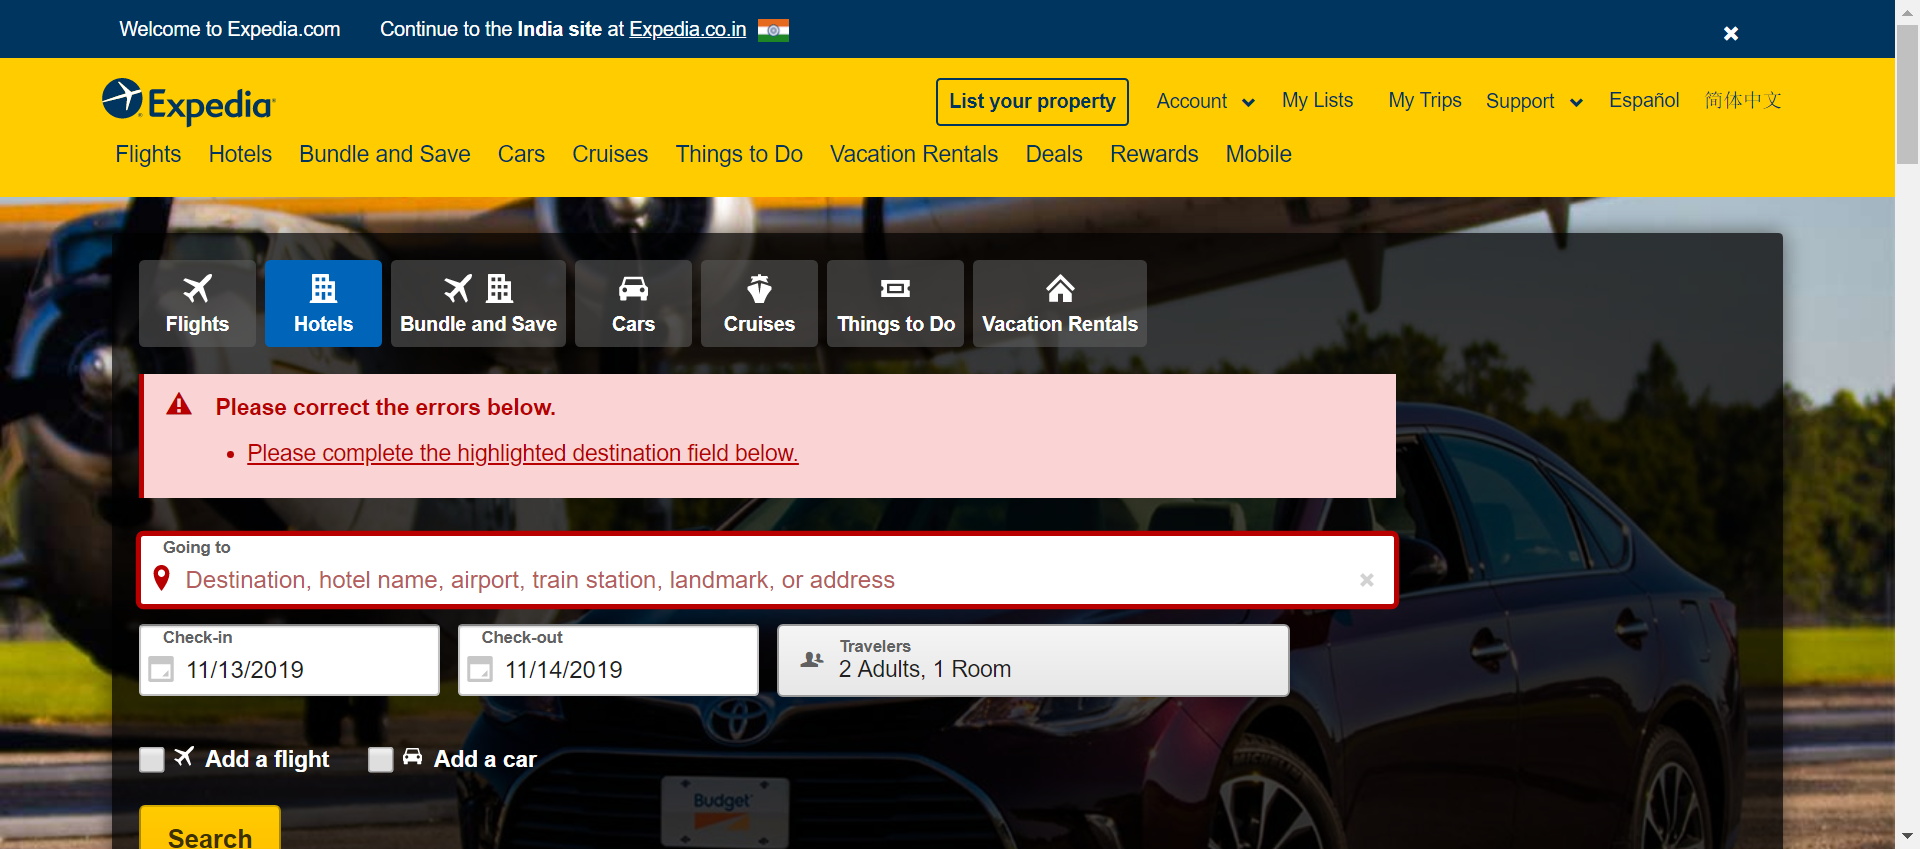 Welcome to Expedia.com Continue to the India site at Expedia.co.in
Expedia
List your property Account My Lists My Trips Support Español 简体中文
Flights Hotels Bundle and Save Cars Cruises Things to Do Vacation Rentals Deals Rewards Mobile
Flights Hotels Bundle and Save Cars Cruises Things to Do Vacation Rentals
Please correct the errors below.
Please complete the highlighted destination field below.
Going to
Destination, hotel name, airport, train station, landmark, or address
Check-in Check-out Travelers
11/13/2019 11/14/2019 2 Adults, 1 Room
Add a flight Add a car
Budget
MICHELIN
Search